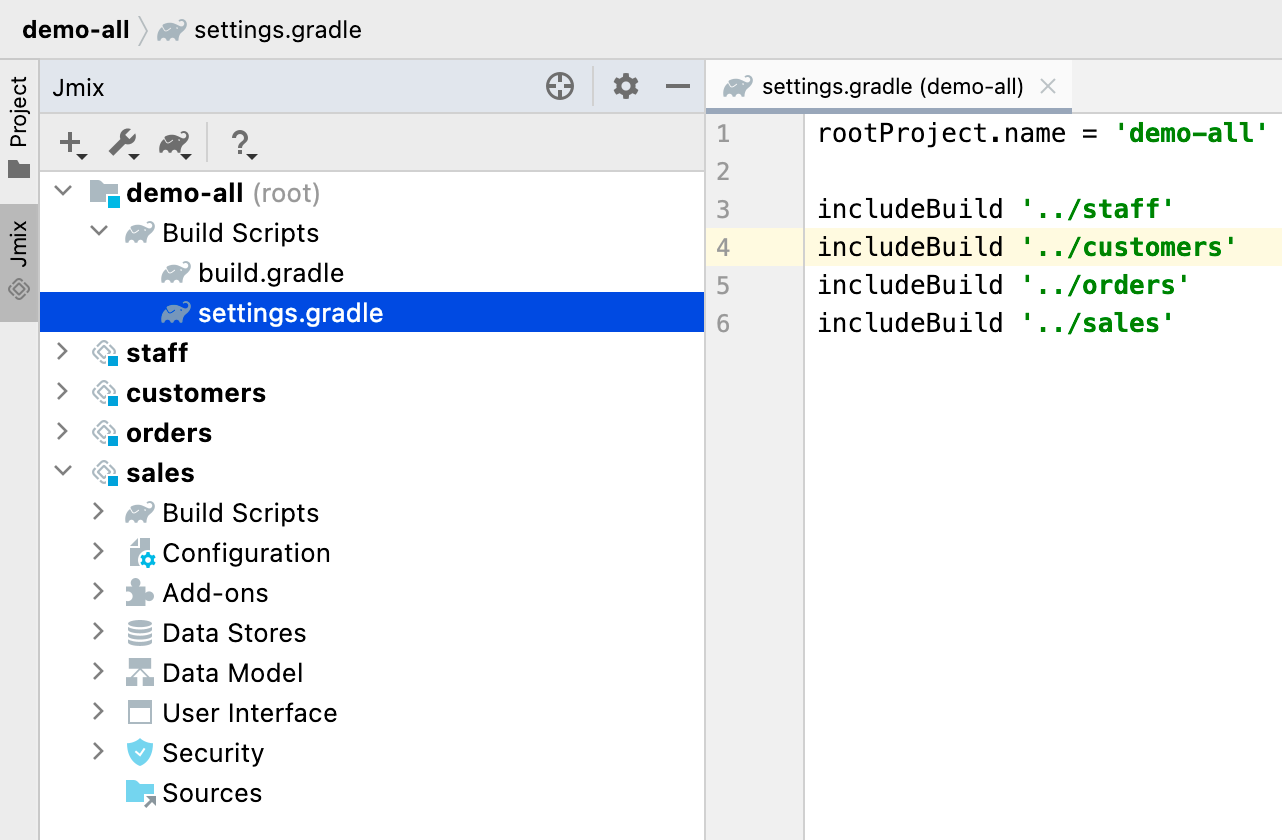 demo-all settings.gradle
Project
Jmix
Jmix
settings.gradle (demo-all)
?
demo-all (root)
Build Scripts
build.gradle
settings.gradle
staff
customers
orders
sales
Build Scripts
Configuration
Add-ons
Data Stores
Data Model
User Interface
Security
Sources
1 rootProject.name = 'demo-all'
2
3 includeBuild '../staff'
4 includeBuild '../customers'
5 includeBuild '../orders'
6 includeBuild '../sales'